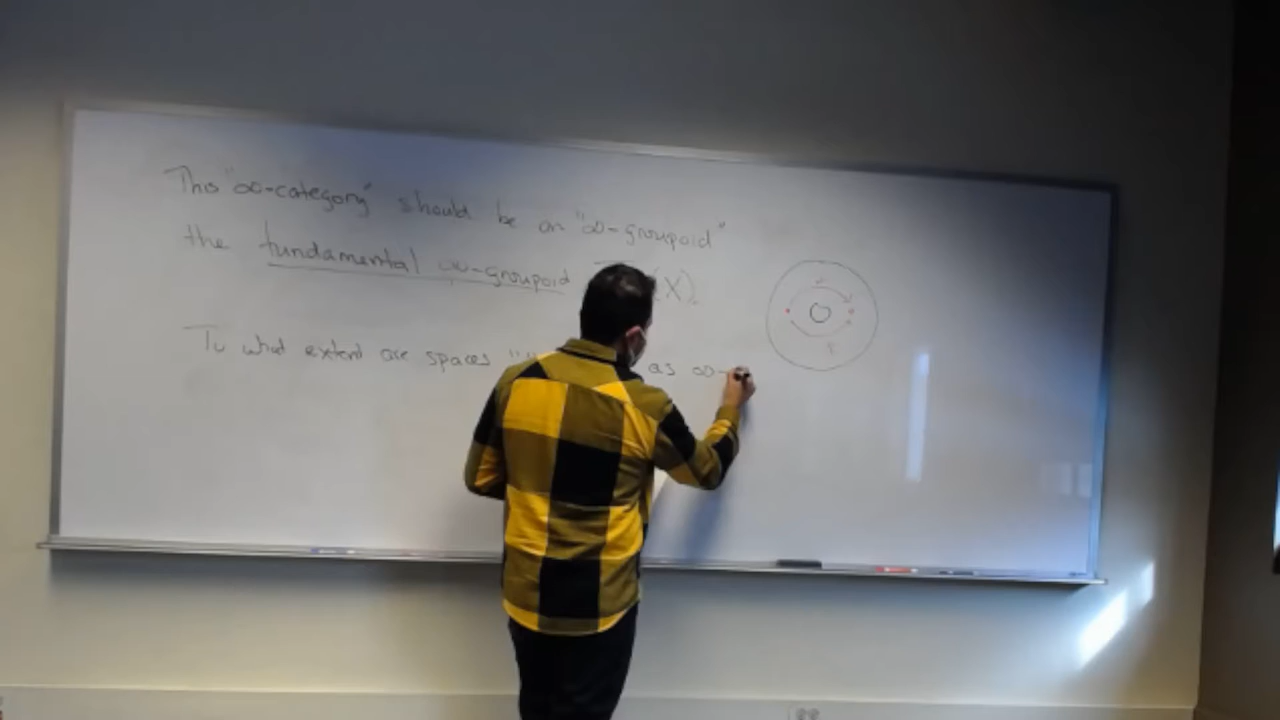 This "∞-category" should be an "∞-groupoid"
the fundamental ∞-groupoid (X).
To what extent are spaces " as ∞-